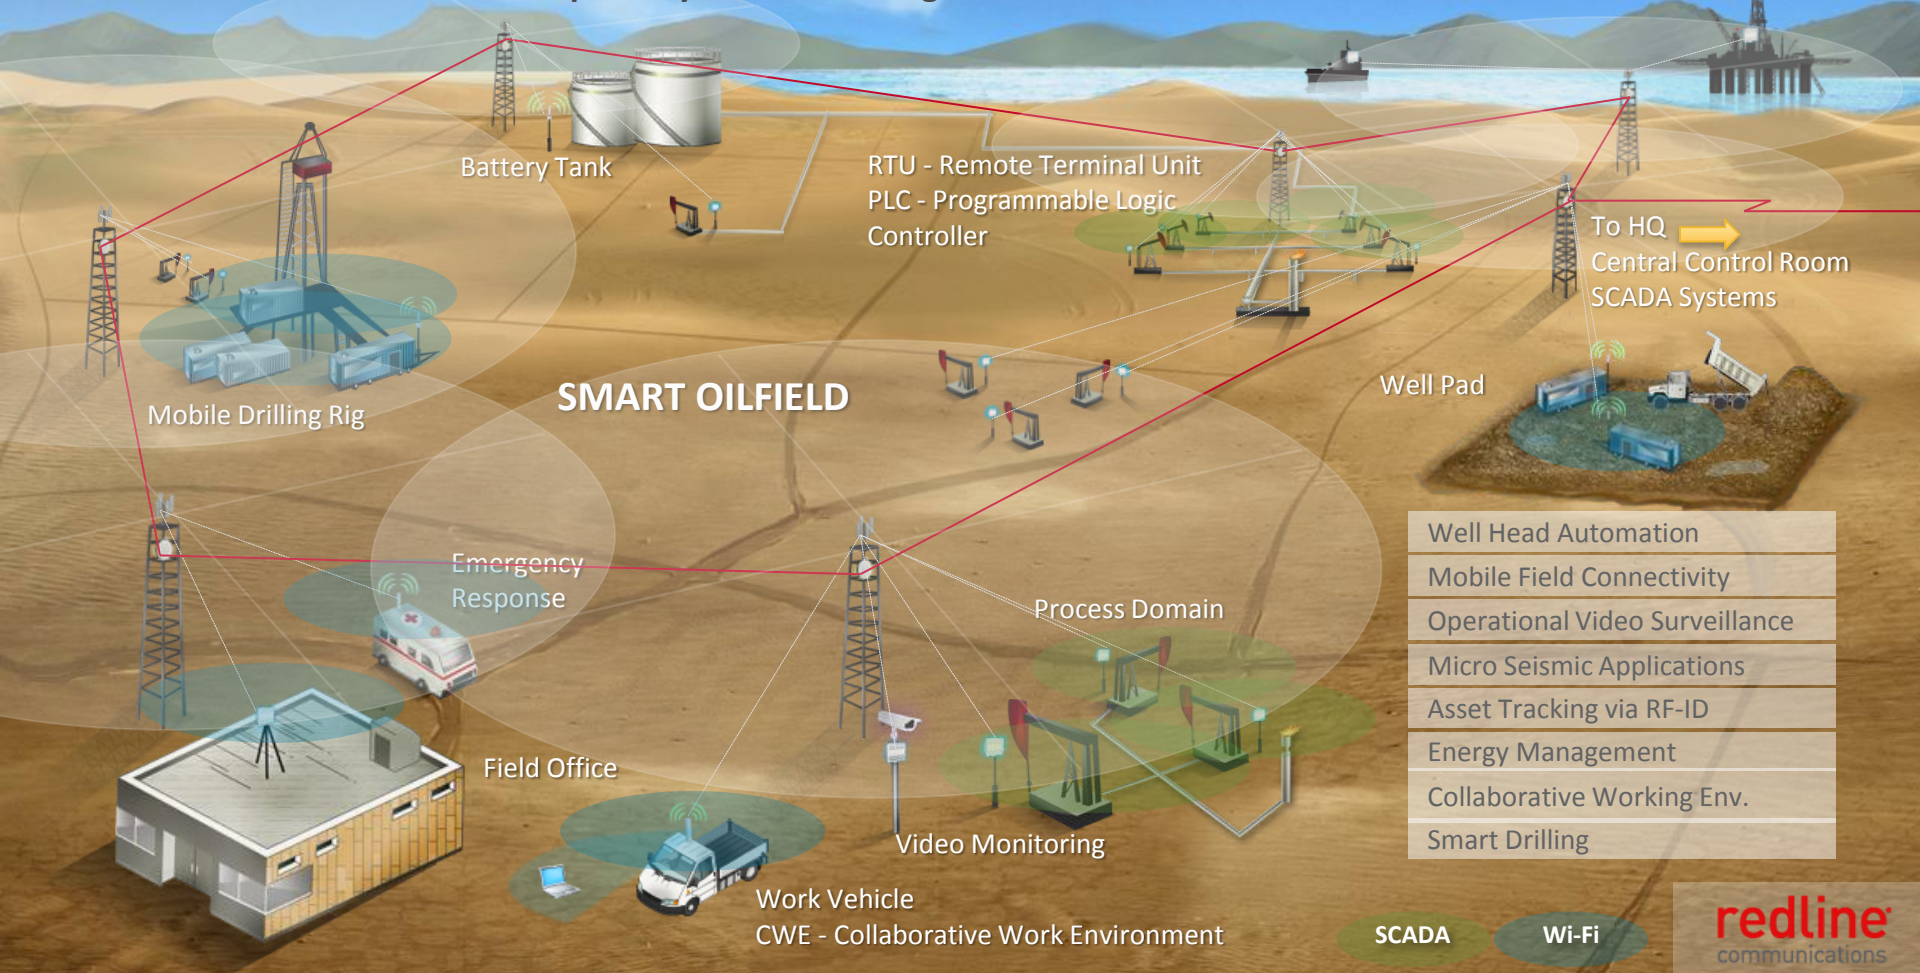 Battery Tank
RTU - Remote Terminal Unit
PLC - Programmable Logic
Controller
To HQ
Central Control Room
SCADA Systems
SMART OILFIELD
Well Pad
Mobile Drilling Rig
Emergency
Response
Process Domain
Well Head Automation
Mobile Field Connectivity
Operational Video Surveillance
Micro Seismic Applications
Asset Tracking via RF-ID
Energy Management
Collaborative Working Env.
Smart Drilling
Field Office
Video Monitoring
Work Vehicle
CWE - Collaborative Work Environment
SCADA
Wi-Fi
redline
communications